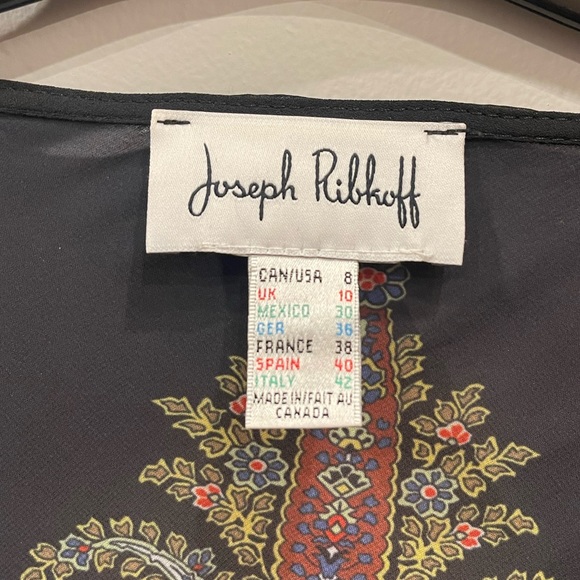 Joseph Ribkoff
CAN/USA 8
UK 10
MEXICO 30
GER 36
FRANCE 38
SPAIN 40
ITALY 42
MADE IN/FAIT AU
CANADA